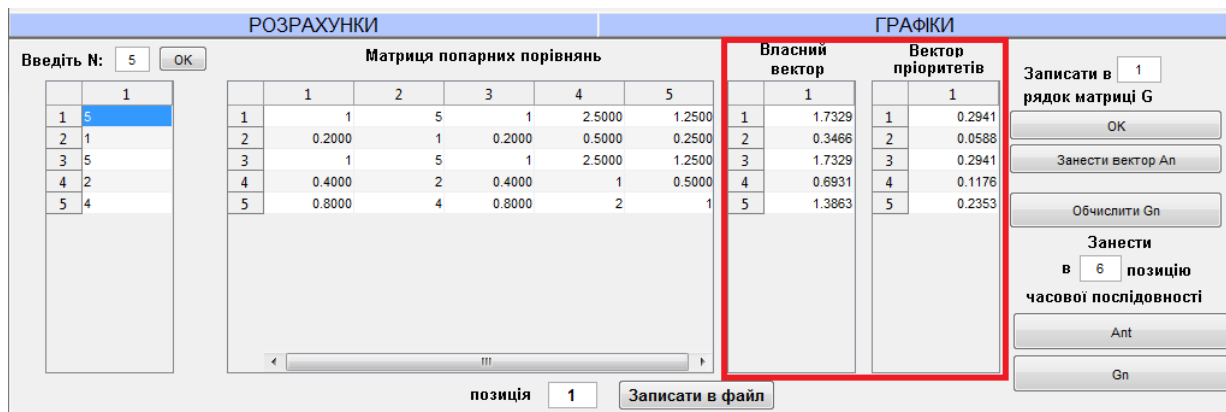 РОЗРАХУНКИ ГРАФІКИ
Введіть N: 5 OK
Матриця попарних порівнянь
Власний вектор
Вектор пріоритетів
Записати в 1
рядок матриці G
1
1 5
2 1
3 5
4 2
5 4
1 2 3 4 5
1 1 5 1 2.5000 1.2500
2 0.2000 1 0.2000 0.5000 0.2500
3 1 5 1 2.5000 1.2500
4 0.4000 2 0.4000 1 0.5000
5 0.8000 4 0.8000 2 1
1
1 1.7329
2 0.3466
3 1.7329
4 0.6931
5 1.3863
1
1 0.2941
2 0.0588
3 0.2941
4 0.1176
5 0.2353
OK
Занести вектор An
Обчислити Gn
Занести
в 6 позицію
часової послідовності
Ant
Gn
позиція 1 Записати в файл